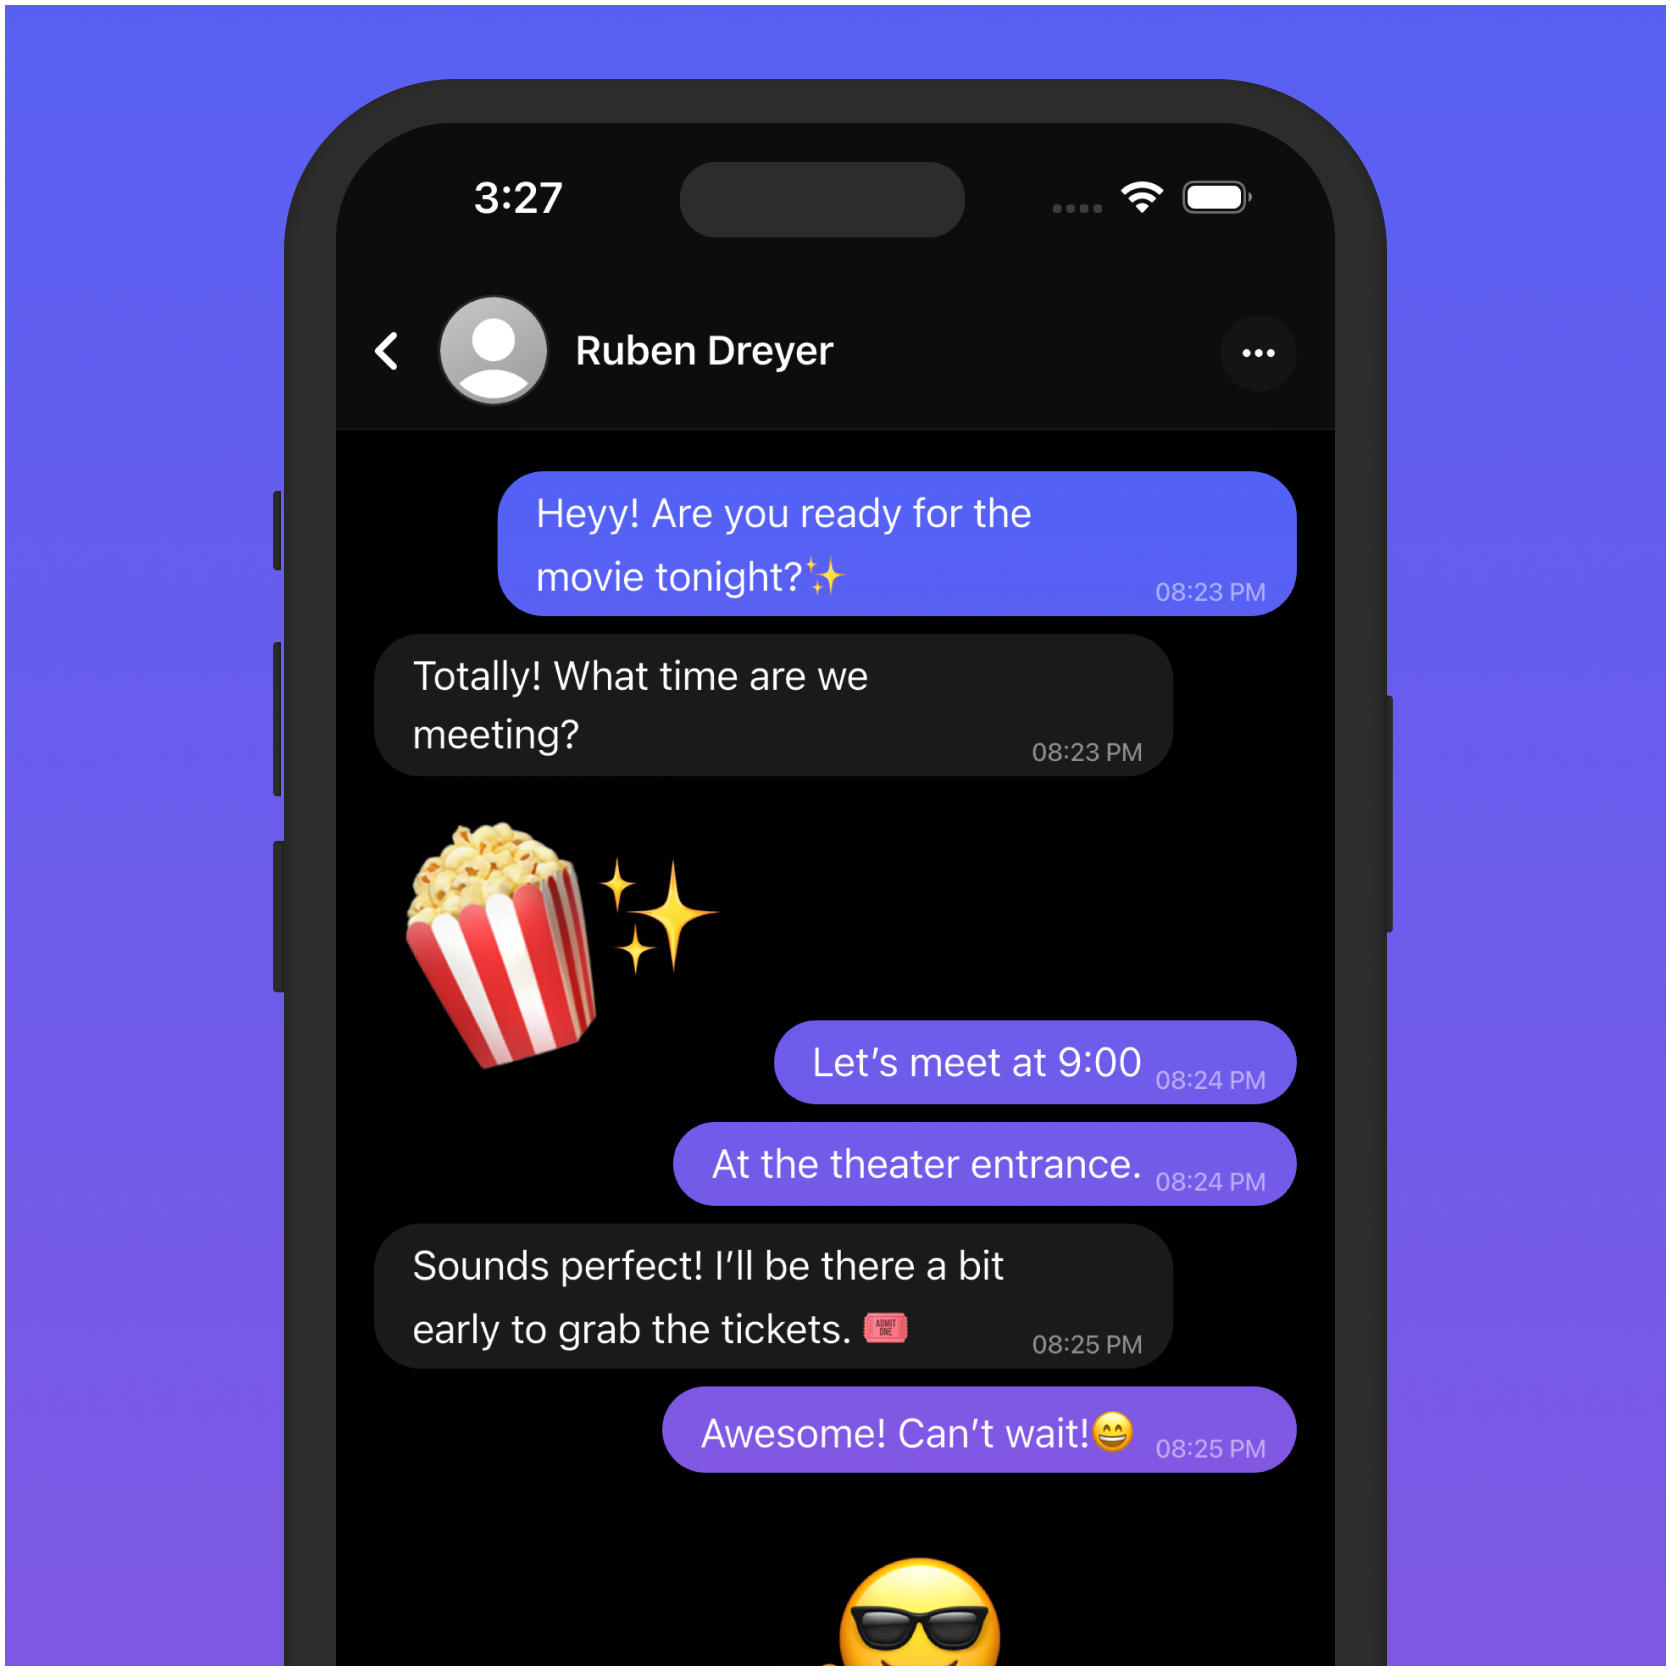 3:27
Ruben Dreyer
Heyy! Are you ready for the
movie tonight?✨
08:23 PM
Totally! What time are we
meeting?
08:23 PM
Let’s meet at 9:00 08:24 PM
At the theater entrance. 08:24 PM
Sounds perfect! I’ll be there a bit
early to grab the tickets. 🎟️
ADMIT
ONE
08:25 PM
Awesome! Can’t wait!😄 08:25 PM